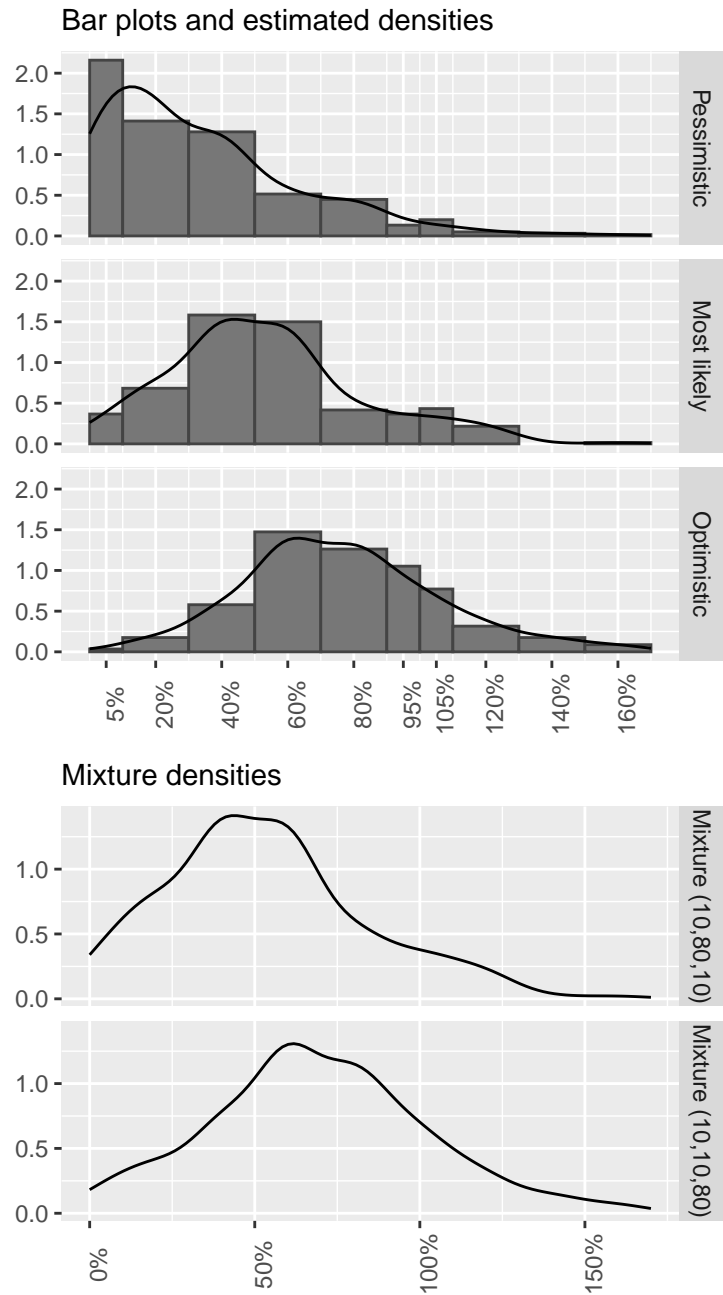 Bar plots and estimated densities
2.0
1.5
1.0
0.5
0.0
Pessimistic
2.0
1.5
1.0
0.5
0.0
Most likely
2.0
1.5
1.0
0.5
0.0
Optimistic
5% 20% 40% 60% 80% 95% 105% 120% 140% 160%
Mixture densities
1.0
0.5
0.0
Mixture (10,80,10)
1.0
0.5
0.0
Mixture (10,10,80)
0% 50% 100% 150%